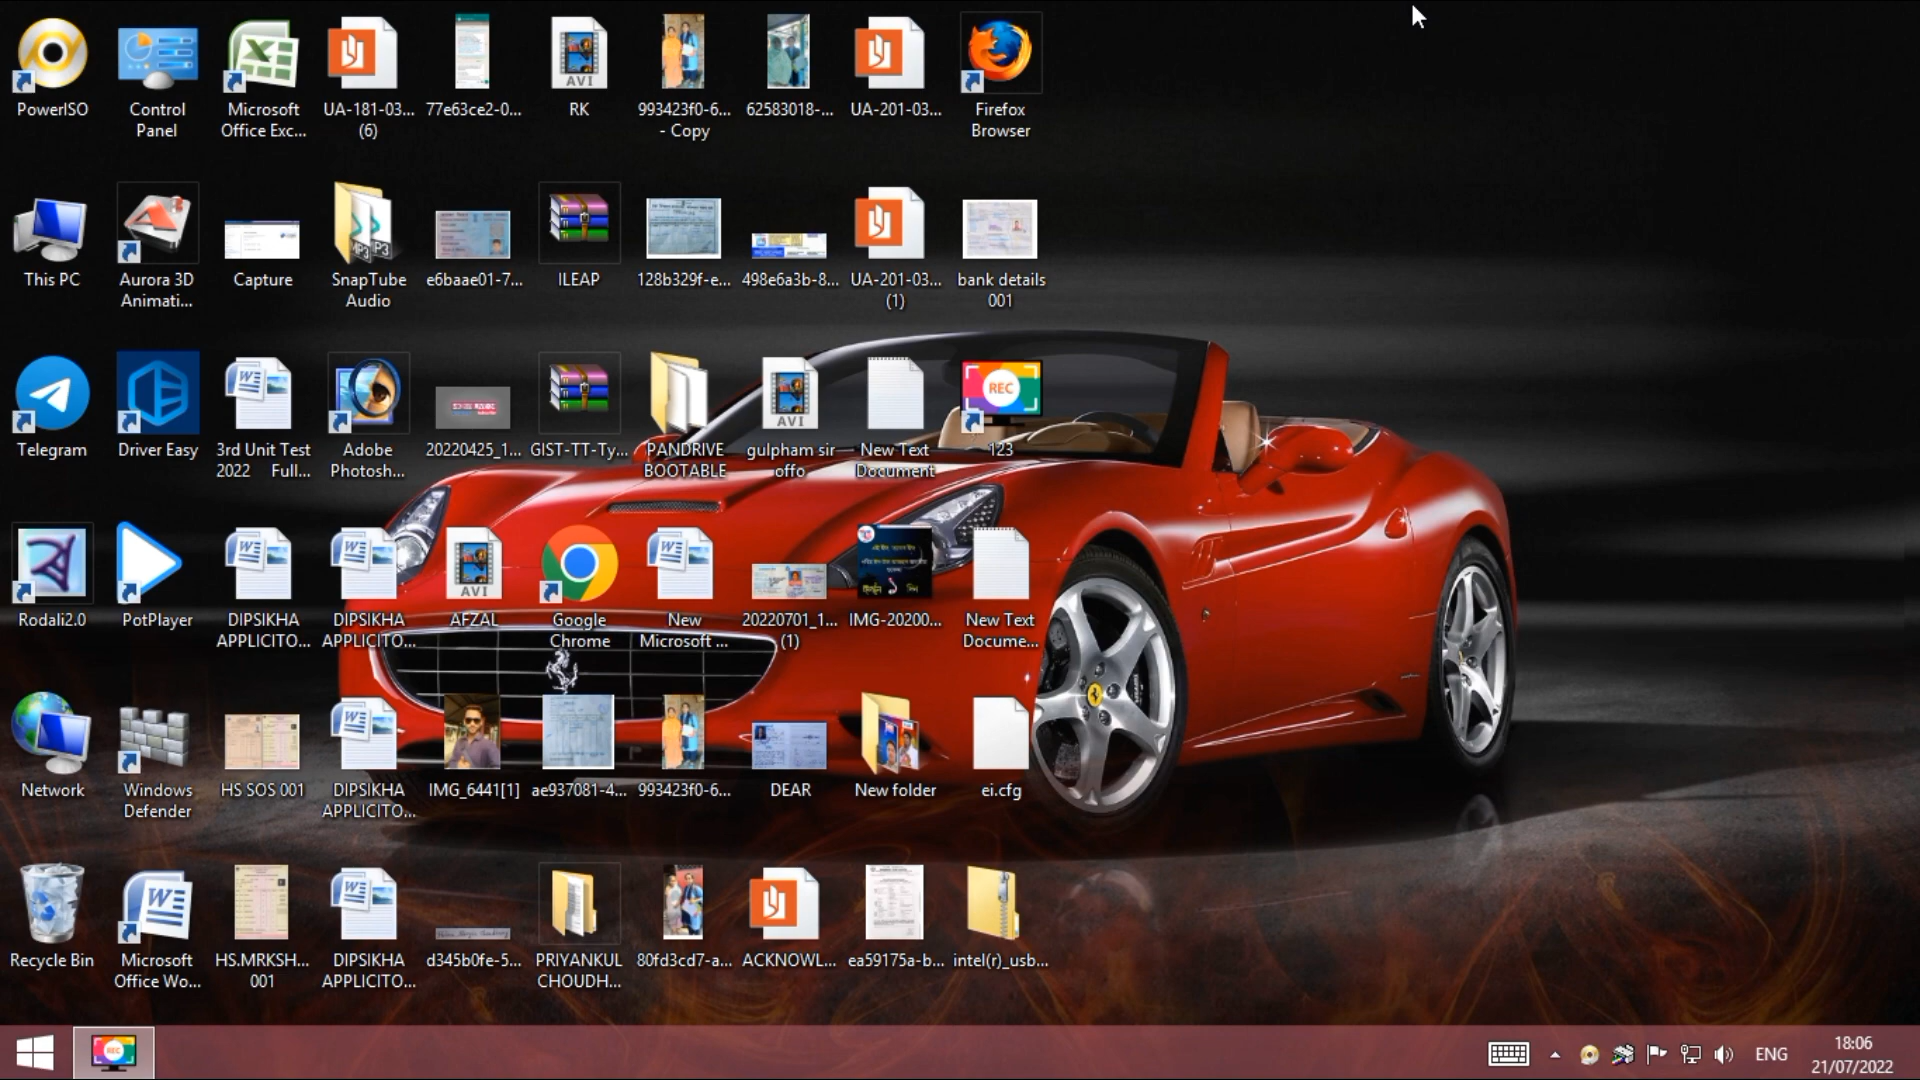 PowerISO
Control
Panel
Microsoft
Office Exc...
UA-181-03...
(6)
77e63ce2-0...
AVI
RK
993423f0-6...
- Copy
62583018-...
UA-201-03...
Firefox
Browser
This PC
Aurora 3D
Animati...
Capture
MP3
SnapTube
Audio
e6baae01-7...
ILEAP
128b329f-e...
498e6a3b-8...
UA-201-03...
(1)
bank details
001
Telegram
Driver Easy
3rd Unit Test
2022 Full...
Adobe
Photosh...
20220425_1...
GIST-TT-Ty...
PANDRIVE
BOOTABLE
AVI
gulpham sir
offo
New Text
Document
REC
123
Rodali2.0
PotPlayer
DIPSIKHA
APPLICITO...
DIPSIKHA
APPLICITO...
AVI
AFZAL
Google
Chrome
New
Microsoft ...
20220701_1...
(1)
IMG-20200...
New Text
Docume...
Network
Windows
Defender
HS SOS 001
DIPSIKHA
APPLICITO...
IMG_6441[1]
ae937081-4...
993423f0-6...
DEAR
New folder
ei.cfg
Recycle Bin
Microsoft
Office Wo...
HS.MRKSH...
001
DIPSIKHA
APPLICITO...
d345b0fe-5...
PRIYANKUL
CHOUDH...
80fd3cd7-a...
ACKNOWL...
ea59175a-b...
intel(r)_usb...
REC
ENG
18:06
21/07/2022